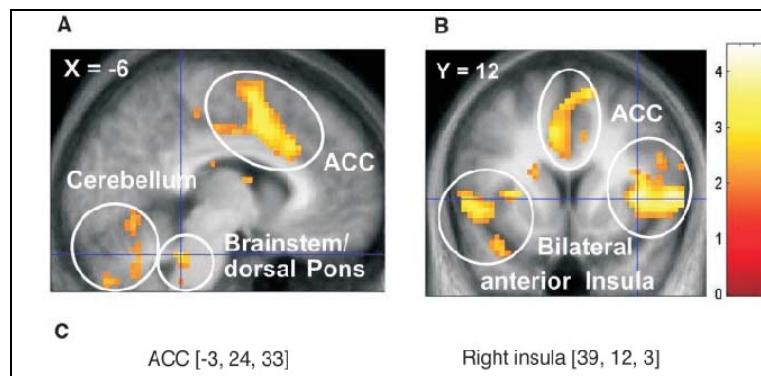 A
X = -6
ACC
Cerebellum
Brainstem/
dorsal Pons
B
Y = 12
ACC
Bilateral
anterior Insula
4
3
2
1
0
C
ACC [-3, 24, 33]
Right insula [39, 12, 3]